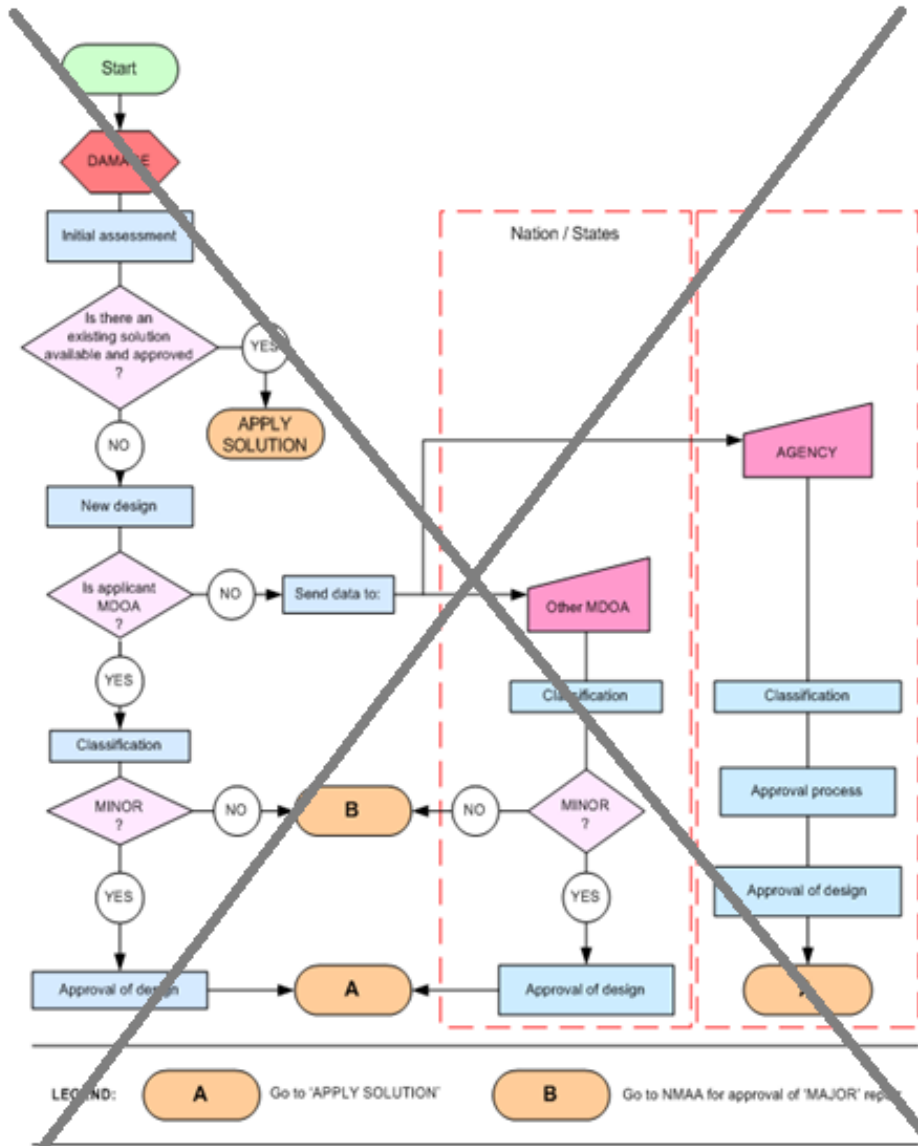 Start
DAMAGE
Initial assessment
Nation / States
Is there an
existing solution
available and approved
?
YES
APPLY
SOLUTION
NO
AGENCY
New design
Is applicant
MDOA
?
NO
Send data to:
Other MDOA
YES
Classification
Classification
Classification
MINOR
?
NO
B
NO
MINOR
?
Approval process
YES
YES
Approval of design
Approval of design
A
Approval of design
A
LEGEND:
A
Go to 'APPLY SOLUTION'
B
Go to NMAA for approval of 'MAJOR' repair